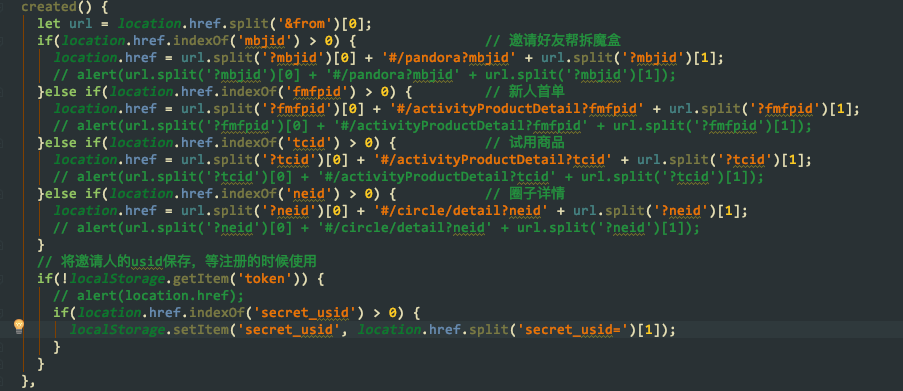 created() {
let url = location.href.split('&from')[0];
if(location.href.indexOf('mbjid') > 0) { // 邀请好友帮拆魔盒
location.href = url.split('?mbjid')[0] + '#/pandora?mbjid' + url.split('?mbjid')[1];
// alert(url.split('?mbjid')[0] + '#/pandora?mbjid' + url.split('?mbjid')[1]);
}else if(location.href.indexOf('fmfpid') > 0) { // 新人首单
location.href = url.split('?fmfpid')[0] + '#/activityProductDetail?fmfpid' + url.split('?fmfpid')[1];
// alert(url.split('?fmfpid')[0] + '#/activityProductDetail?fmfpid' + url.split('?fmfpid')[1]);
}else if(location.href.indexOf('tcid') > 0) { // 试用商品
location.href = url.split('?tcid')[0] + '#/activityProductDetail?tcid' + url.split('?tcid')[1];
// alert(url.split('?tcid')[0] + '#/activityProductDetail?tcid' + url.split('?tcid')[1]);
}else if(location.href.indexOf('neid') > 0) { // 圈子详情
location.href = url.split('?neid')[0] + '#/circle/detail?neid' + url.split('?neid')[1];
// alert(url.split('?neid')[0] + '#/circle/detail?neid' + url.split('?neid')[1]);
}
// 将邀请人的usid保存，等注册的时候使用
if(!localStorage.getItem('token')) {
// alert(location.href);
if(location.href.indexOf('secret_usid') > 0) {
localStorage.setItem('secret_usid', location.href.split('secret_usid=')[1]);
}
}
},